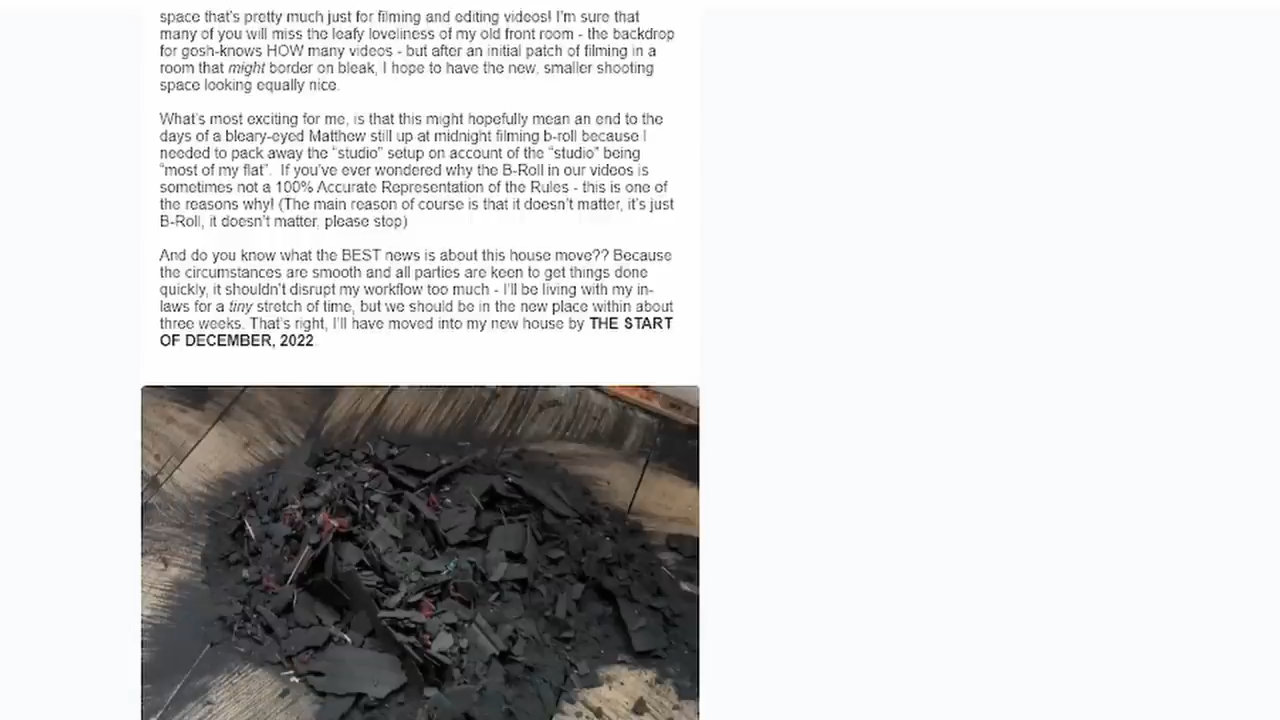 space that's pretty much just for filming and editing videos! I'm sure that
many of you will miss the leafy loveliness of my old front room - the backdrop
for gosh-knows HOW many videos - but after an initial patch of filming in a
room that might border on bleak, I hope to have the new, smaller shooting
space looking equally nice.
What's most exciting for me, is that this might hopefully mean an end to the
days of a bleary-eyed Matthew still up at midnight filming b-roll because I
needed to pack away the “studio” setup on account of the “studio” being
“most of my flat”. If you've ever wondered why the B-Roll in our videos is
sometimes not a 100% Accurate Representation of the Rules - this is one of
the reasons why! (The main reason of course is that it doesn't matter, it's just
B-Roll, it doesn't matter, please stop)
And do you know what the BEST news is about this house move?? Because
the circumstances are smooth and all parties are keen to get things done
quickly, it shouldn't disrupt my workflow too much - I'll be living with my in-
laws for a tiny stretch of time, but we should be in the new place within about
three weeks. That's right, I'll have moved into my new house by THE START
OF DECEMBER, 2022